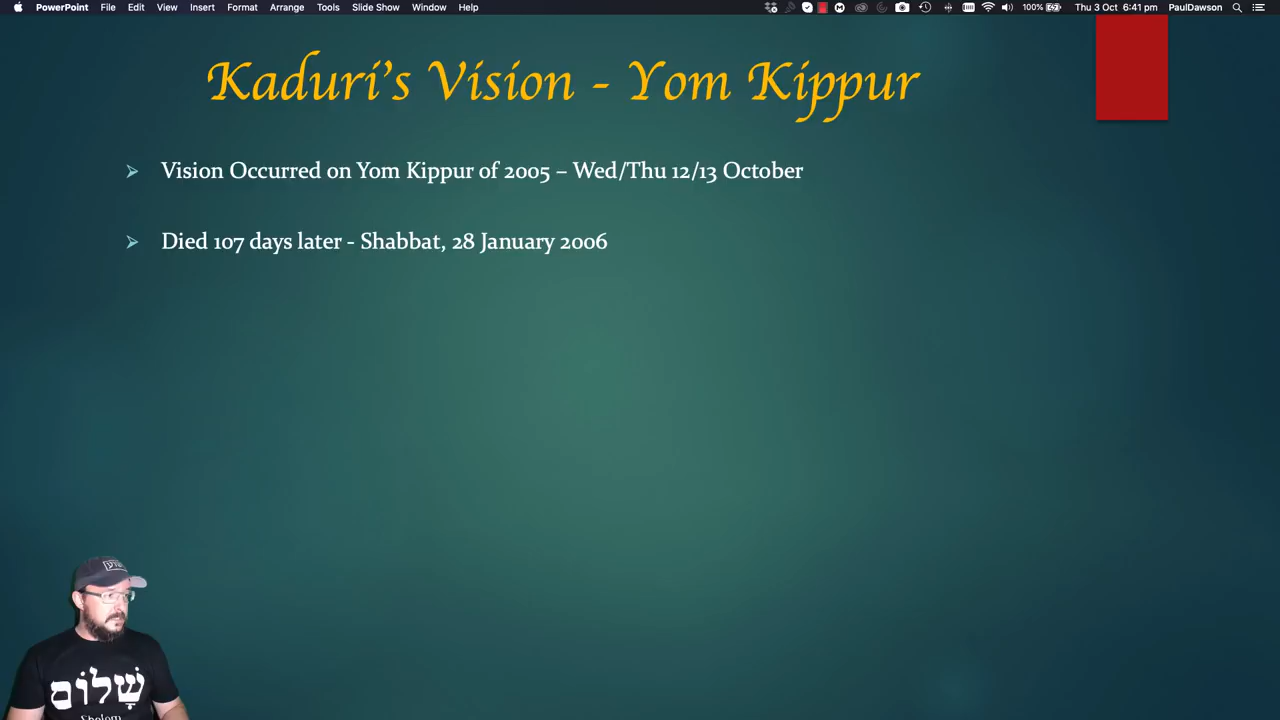 PowerPoint File Edit View Insert Format Arrange Tools Slide Show Window Help 100% Thu 3 Oct 6:41 pm PaulDawson
Kaduri's Vision - Yom Kippur
Vision Occurred on Yom Kippur of 2005 – Wed/Thu 12/13 October
Died 107 days later - Shabbat, 28 January 2006
שָׁלוֹם
Shalom